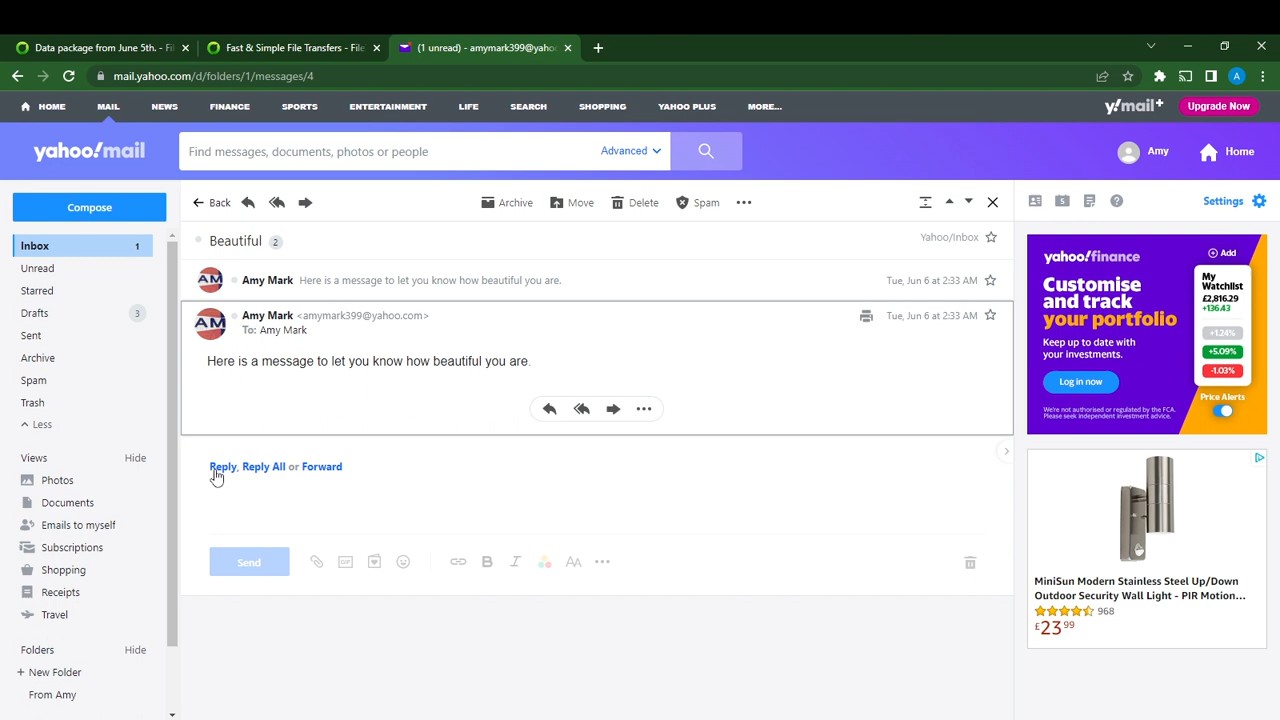 Data package from June 5th. - Fil
Fast & Simple File Transfers - File
(1 unread) - amymark399@yaho
mail.yahoo.com/d/folders/1/messages/4
A
HOME MAIL NEWS FINANCE SPORTS ENTERTAINMENT LIFE SEARCH SHOPPING YAHOO PLUS MORE...
y!mail+ Upgrade Now
yahoo!mail
Find messages, documents, photos or people
Advanced
Amy
Home
Compose
Back
Archive Move Delete Spam
5
Settings
Inbox 1
Unread
Starred
Drafts 3
Sent
Archive
Spam
Trash
Less
Views Hide
Photos
Documents
Emails to myself
Subscriptions
Shopping
Receipts
Travel
Folders Hide
+ New Folder
From Amy
Beautiful 2
Yahoo/Inbox
AM Amy Mark Here is a message to let you know how beautiful you are. Tue, Jun 6 at 2:33 AM
AM Amy Mark <amymark399@yahoo.com> Tue, Jun 6 at 2:33 AM
To: Amy Mark
Here is a message to let you know how beautiful you are.
Reply, Reply All or Forward
Send GIF B I AA
yahoo!finance
Customise
and track
your portfolio
Keep up to date with
your investments.
Log in now
We're not authorised or regulated by the FCA.
Please seek independent investment advice.
Add
My
Watchlist
£2,816.29
+136.43
+1.24%
+5.09%
-1.03%
Price Alerts
MiniSun Modern Stainless Steel Up/Down
Outdoor Security Wall Light - PIR Motion...
968
£23 99